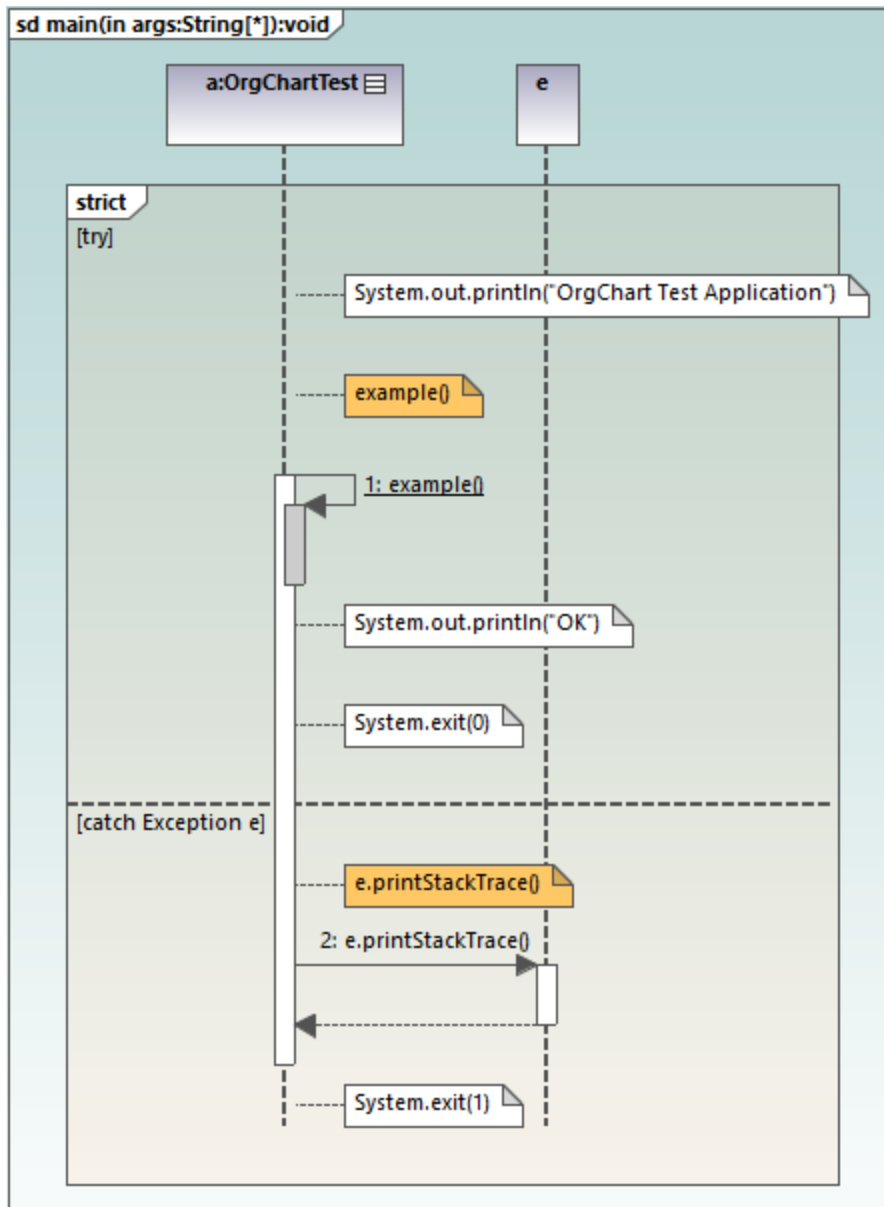 sd main(in args:String[*]):void
a:OrgChartTest
e
strict
[try]
System.out.println("OrgChart Test Application")
example()
1: example()
System.out.println("OK")
System.exit(0)
[catch Exception e]
e.printStackTrace()
2: e.printStackTrace()
System.exit(1)